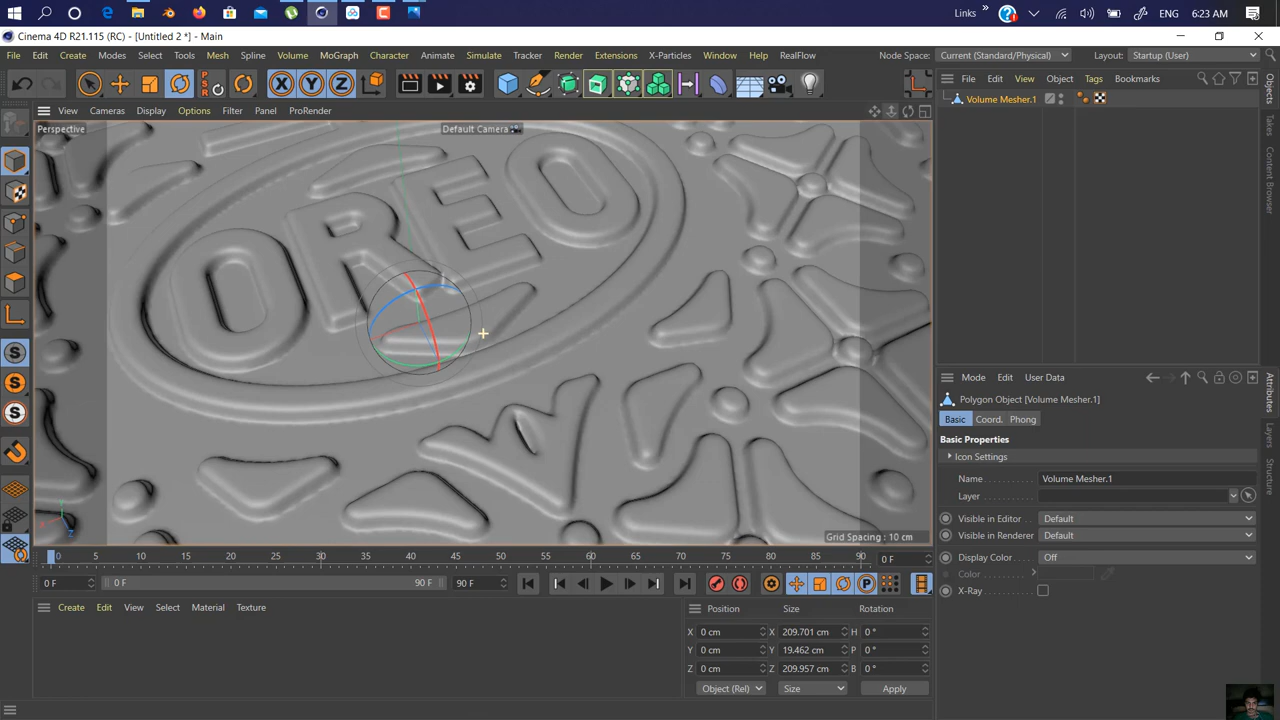 Links
ENG
6:23 AM
Cinema 4D R21.115 (RC) - [Untitled 2 *] - Main
File Edit Create Modes Select Tools Mesh Spline Volume MoGraph Character Animate Simulate Tracker Render Extensions X-Particles Window Help RealFlow
Node Space: Current (Standard/Physical) Layout: Startup (User)
X Y Z
File Edit View Object Tags Bookmarks
View Cameras Display Options Filter Panel ProRender
Volume Mesher.1
Perspective
Default Camera
Objects
Takes
Content Browser
OREO
Mode Edit User Data
Polygon Object [Volume Mesher.1]
Basic Coord. Phong
Basic Properties
Icon Settings
Name Volume Mesher.1
Layer
Visible in Editor Default
Visible in Renderer Default
Display Color Off
Color
X-Ray
Attributes
Layers
Structure
Grid Spacing : 10 cm
0 5 10 15 20 25 30 35 40 45 50 55 60 65 70 75 80 85 90 0 F
0 F 0 F 90 F 90 F
Create Edit View Select Material Texture
Position Size Rotation
X 0 cm X 209.701 cm H 0 °
Y 0 cm Y 19.462 cm P 0 °
Z 0 cm Z 209.957 cm B 0 °
Object (Rel) Size Apply